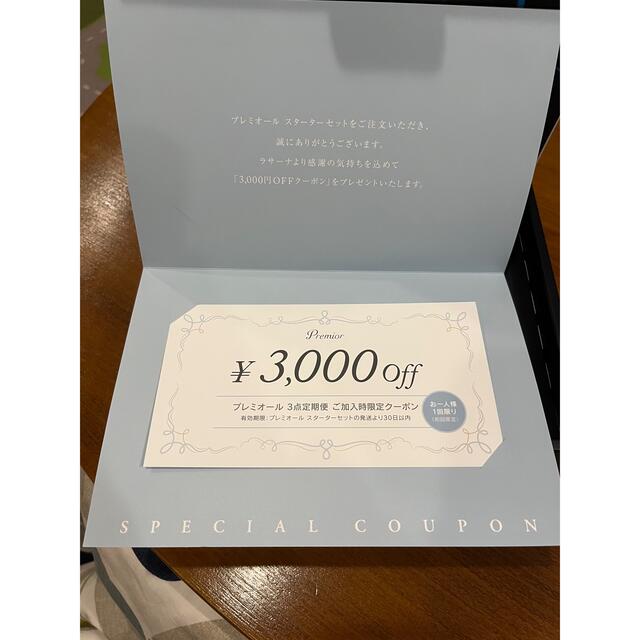 プレミオール スターターセットをご注文いただき、
誠にありがとうございます。
ラサーナより感謝の気持ちを込めて
「3,000円OFFクーポン」をプレゼントいたします。
Premior
¥3,000 Off
プレミオール 3点定期便 ご加入時限定クーポン
有効期限：プレミオール スターターセットの発送より30日以内
お一人様
1回限り
(初回限定)
SPECIAL COUPON